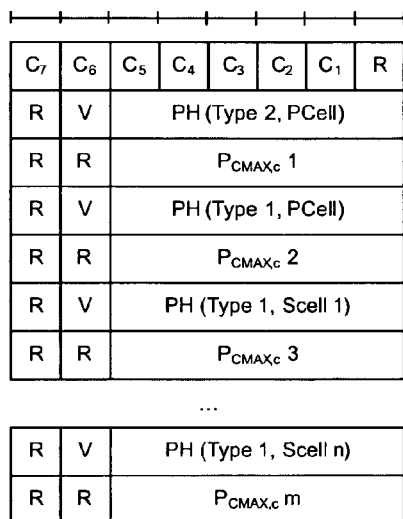 C7 C6 C5 C4 C3 C2 C1 R
R V PH (Type 2, PCell)
R R PCMAX,c 1
R V PH (Type 1, PCell)
R R PCMAX,c 2
R V PH (Type 1, Scell 1)
R R PCMAX,c 3
...
R V PH (Type 1, Scell n)
R R PCMAX,c m